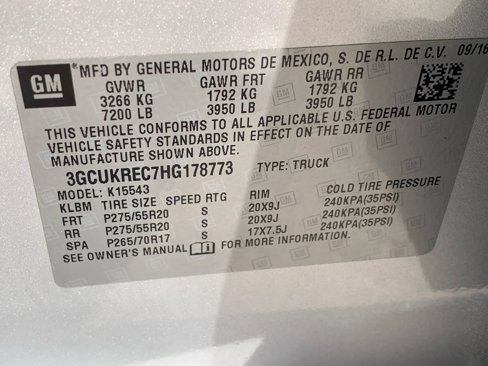 GM
*MFD BY GENERAL MOTORS DE MEXICO, S. DE R.L. DE C.V. 09/16
GVWR GAWR FRT GAWR RR
3266 KG 1792 KG 1792 KG
7200 LB 3950 LB 3950 LB
THIS VEHICLE CONFORMS TO ALL APPLICABLE U.S. FEDERAL MOTOR
VEHICLE SAFETY STANDARDS IN EFFECT ON THE DATE OF
MANUFACTURE SHOWN ABOVE.
3GCUKREC7HG178773 TYPE: TRUCK
MODEL: K15543
KLBM TIRE SIZE SPEED RTG RIM COLD TIRE PRESSURE
FRT P275/55R20 S 20X9J 240KPA(35PSI)
RR P275/55R20 S 20X9J 240KPA(35PSI)
SPA P265/70R17 S 17X7.5J 240KPA(35PSI)
SEE OWNER'S MANUAL FOR MORE INFORMATION.